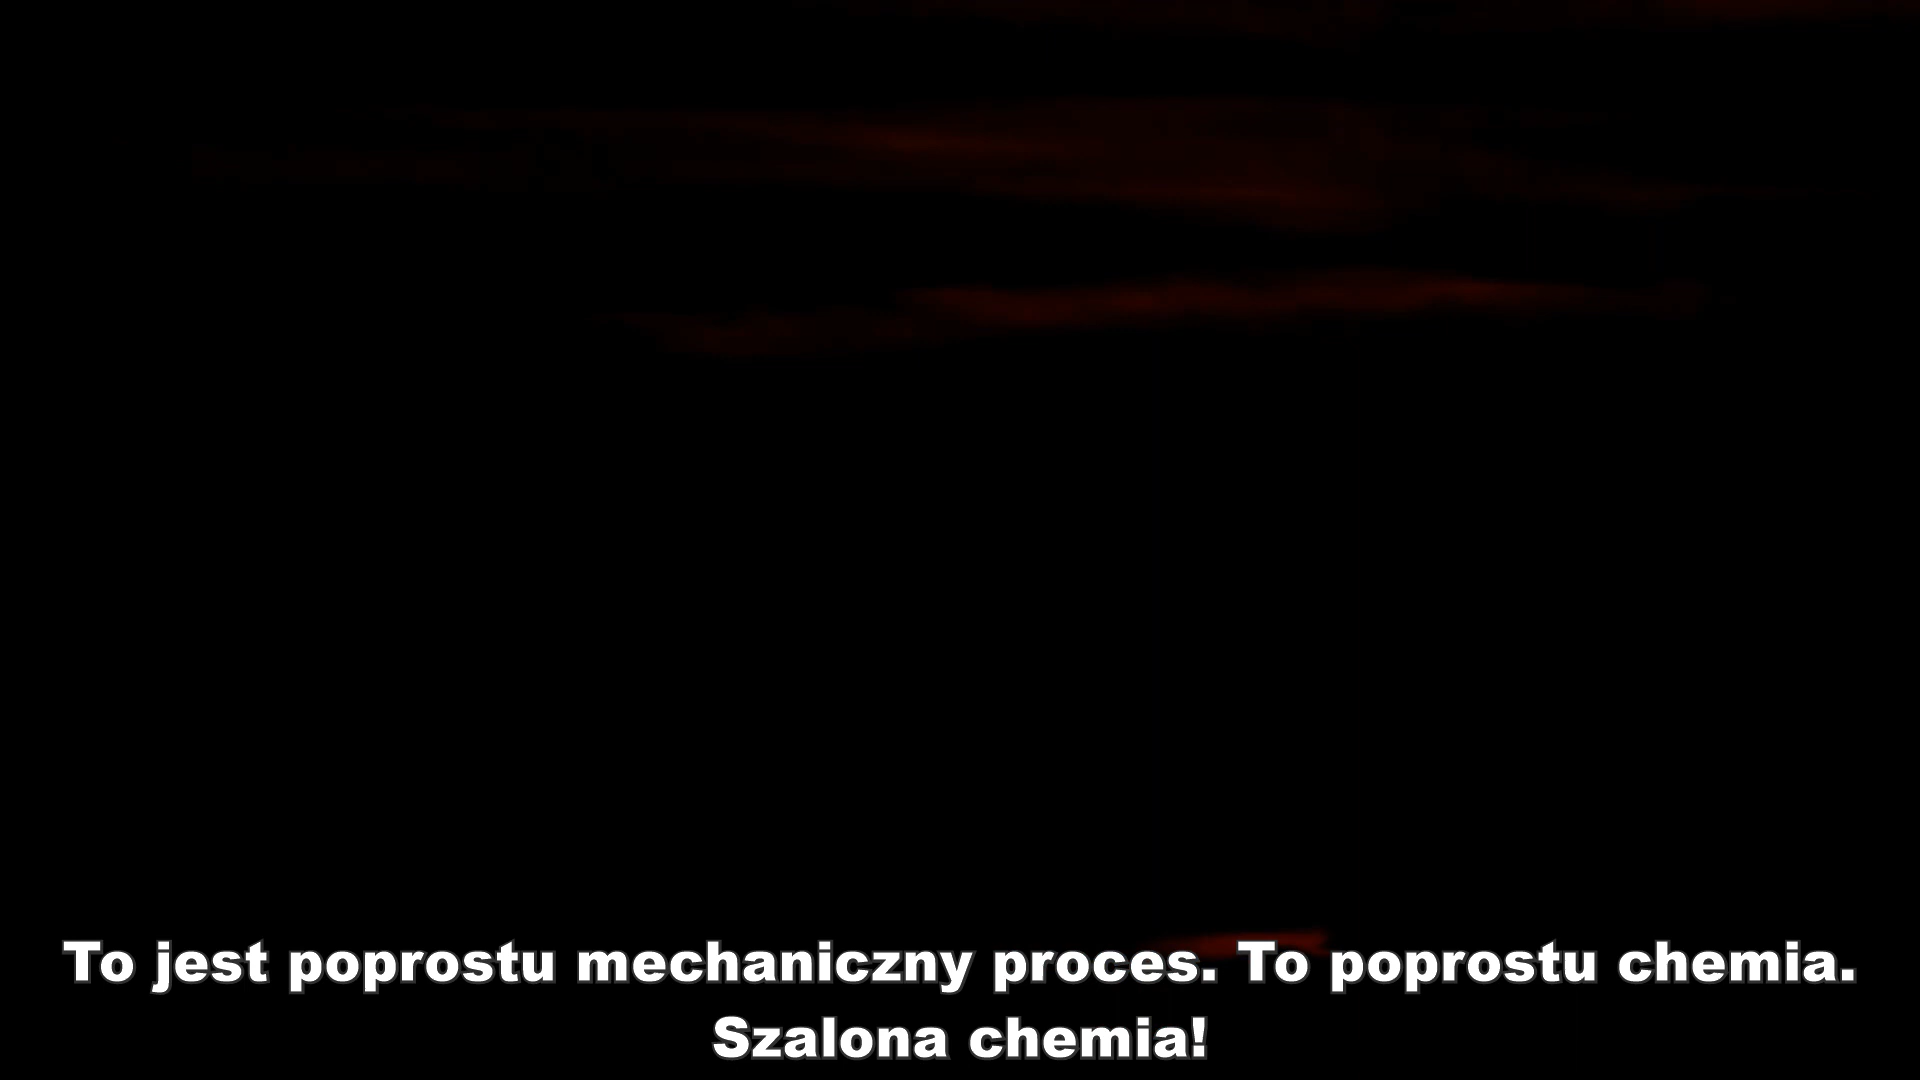 To jest poprostu mechaniczny proces. To poprostu chemia.
Szalona chemia!